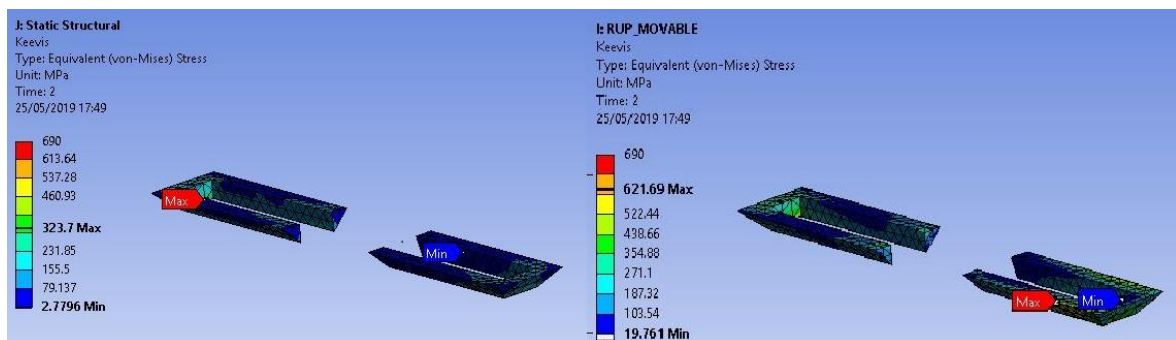 J: Static Structural
Keevis
Type: Equivalent (von-Mises) Stress
Unit: MPa
Time: 2
25/05/2019 17:49
690
613.64
537.28
460.93
323.7 Max
231.85
155.5
79.137
2.7796 Min
Max
Min
I: RUP_MOVABLE
Keevis
Type: Equivalent (von-Mises) Stress
Unit: MPa
Time: 2
25/05/2019 17:49
690
621.69 Max
522.44
438.66
354.88
271.1
187.32
103.54
19.761 Min
Max
Min